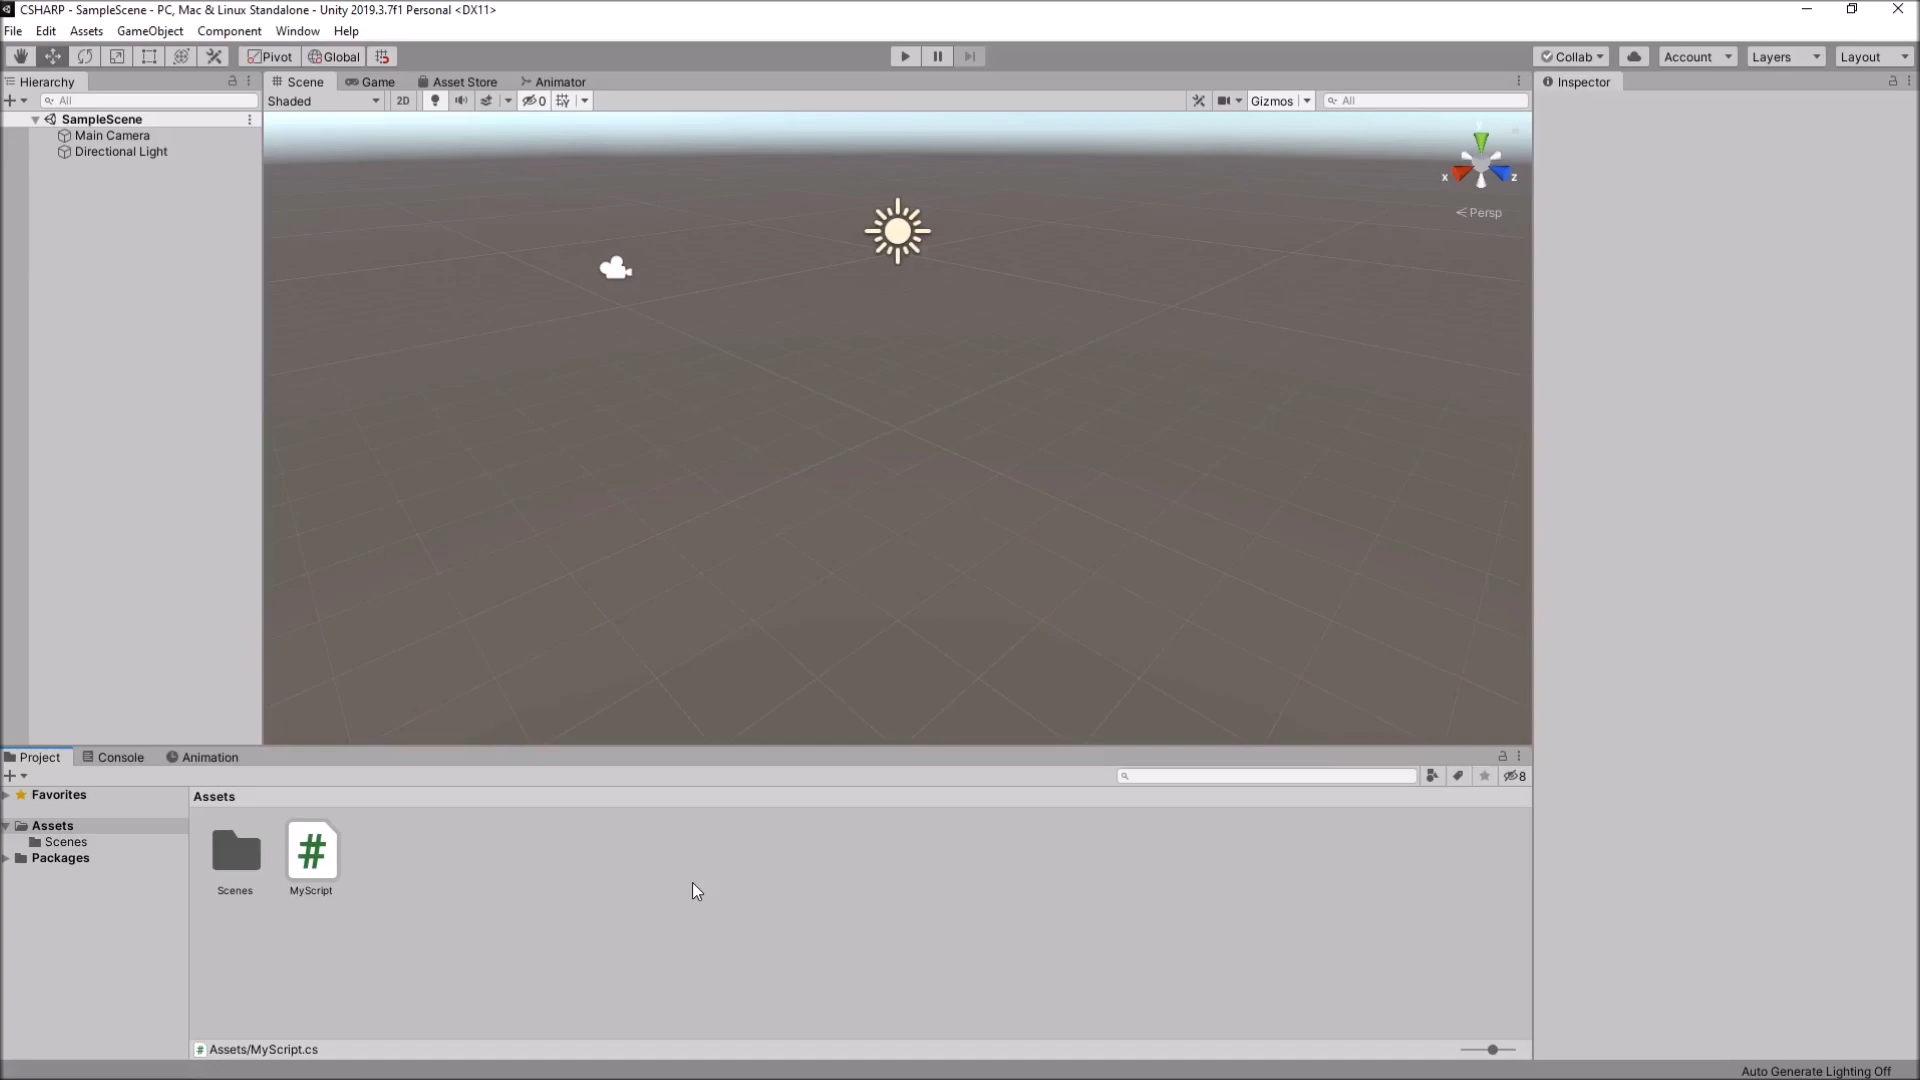 CSHARP - SampleScene - PC, Mac & Linux Standalone - Unity 2019.3.7f1 Personal <DX11>
File Edit Assets GameObject Component Window Help
Pivot Global Collab Account Layers Layout
Hierarchy
Scene Game Asset Store Animator
Inspector
All
Shaded 2D 0 Gizmos All
SampleScene
Main Camera
Directional Light
y
x z
Persp
Project Console Animation
8
Favorites
Assets
Scenes
Packages
Assets
Scenes MyScript
#
Assets/MyScript.cs
Auto Generate Lighting Off